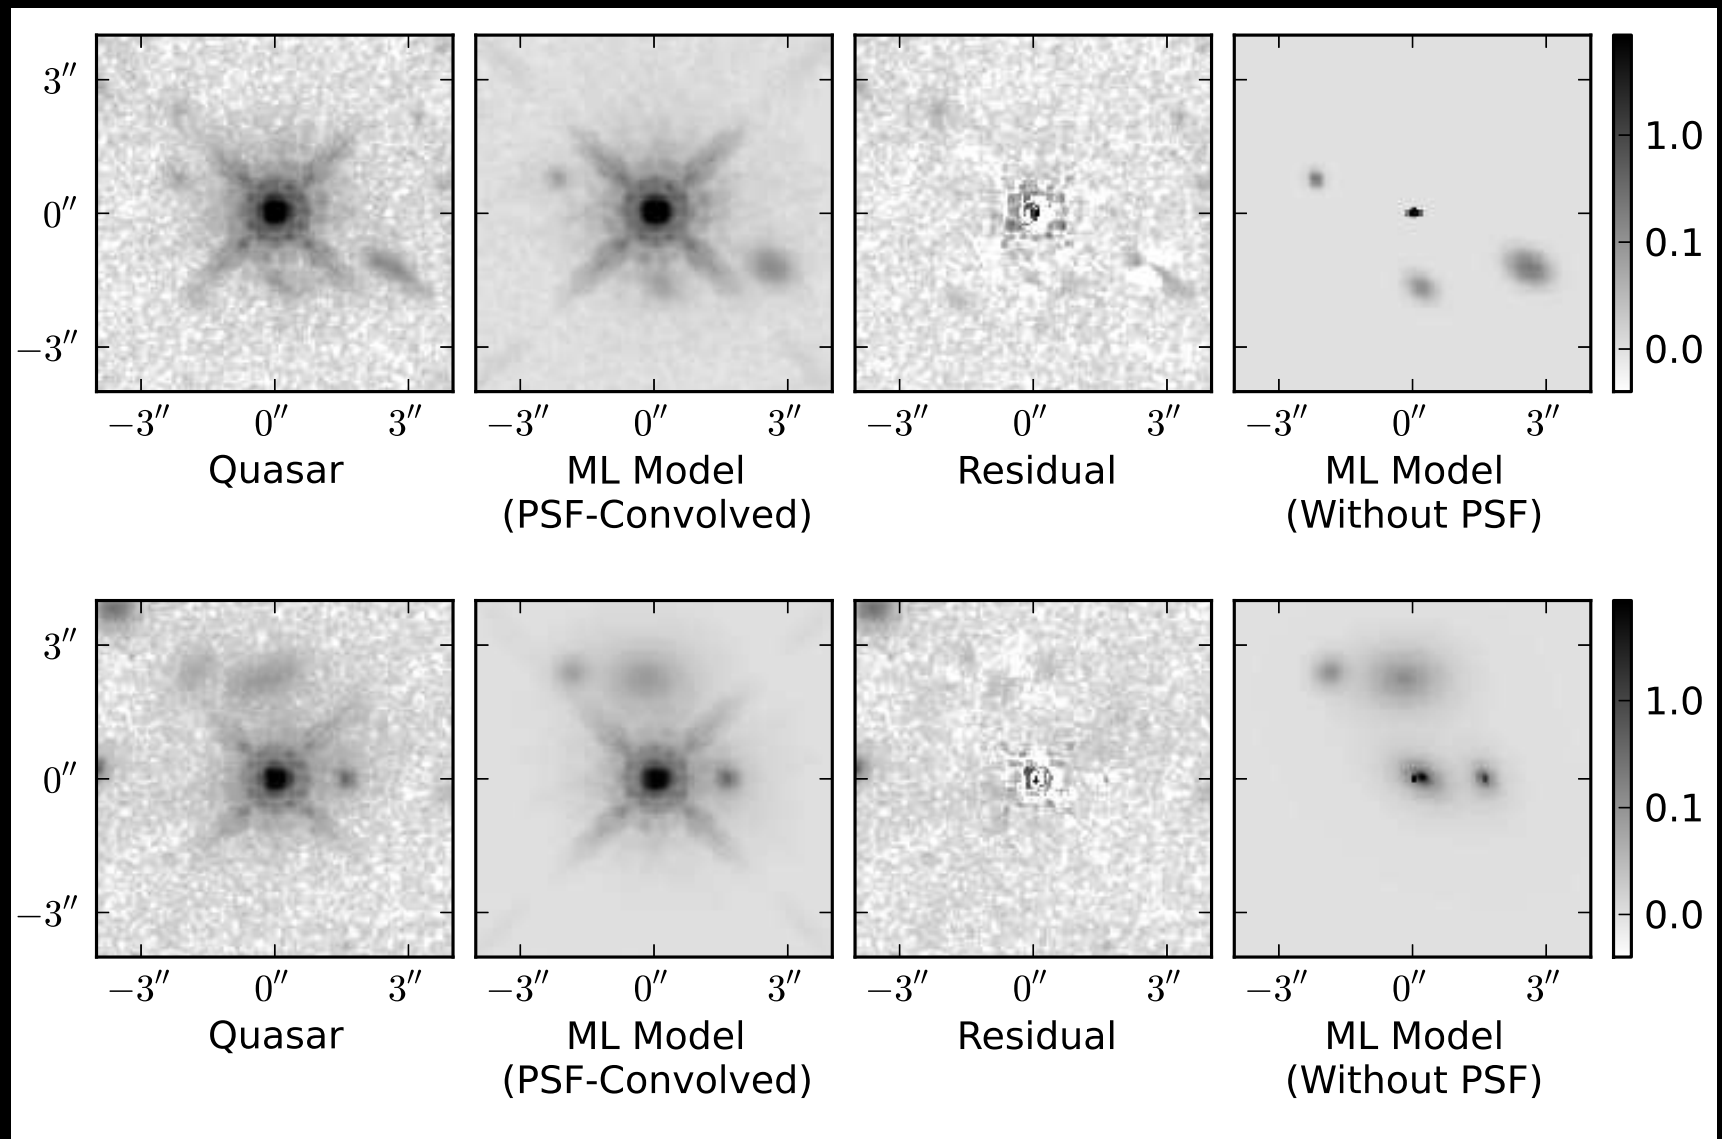 3″
0″
−3″
1.0
0.1
0.0
−3″ 0″ 3″ −3″ 0″ 3″ −3″ 0″ 3″ −3″ 0″ 3″
Quasar ML Model Residual ML Model
(PSF-Convolved) (Without PSF)
3″
0″
−3″
1.0
0.1
0.0
−3″ 0″ 3″ −3″ 0″ 3″ −3″ 0″ 3″ −3″ 0″ 3″
Quasar ML Model Residual ML Model
(PSF-Convolved) (Without PSF)